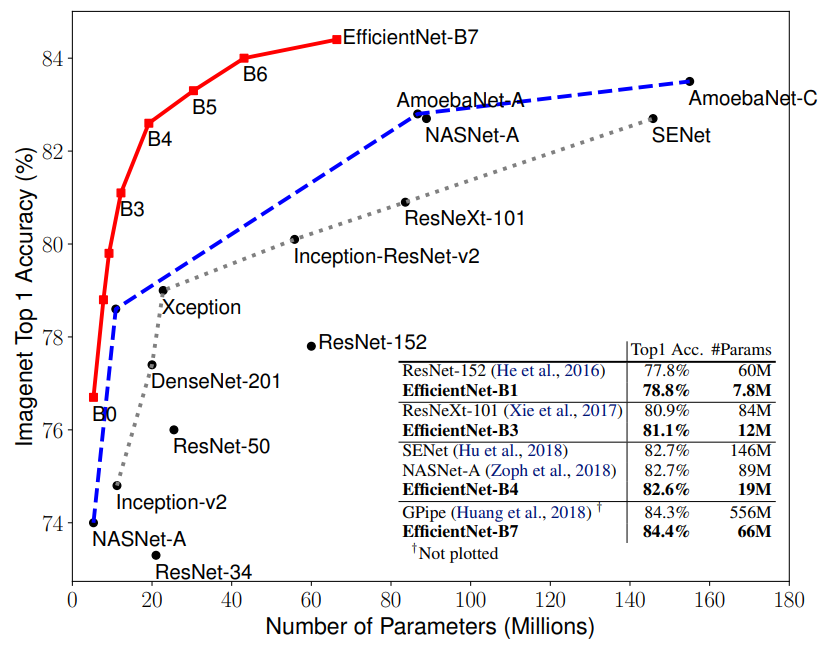 EfficientNet-B7
84
B6
B5
AmoebaNet-A
AmoebaNet-C
NASNet-A
SENet
B4
82
B3
ResNeXt-101
80
Inception-ResNet-v2
Xception
78
ResNet-152
DenseNet-201
B0
76
ResNet-50
Inception-v2
74
NASNet-A
ResNet-34
Imagenet Top 1 Accuracy (%)
Top1 Acc. #Params
ResNet-152 (He et al., 2016) 77.8% 60M
EfficientNet-B1 78.8% 7.8M
ResNeXt-101 (Xie et al., 2017) 80.9% 84M
EfficientNet-B3 81.1% 12M
SENet (Hu et al., 2018) 82.7% 146M
NASNet-A (Zoph et al., 2018) 82.7% 89M
EfficientNet-B4 82.6% 19M
GPipe (Huang et al., 2018) † 84.3% 556M
EfficientNet-B7 84.4% 66M
†Not plotted
0 20 40 60 80 100 120 140 160 180
Number of Parameters (Millions)